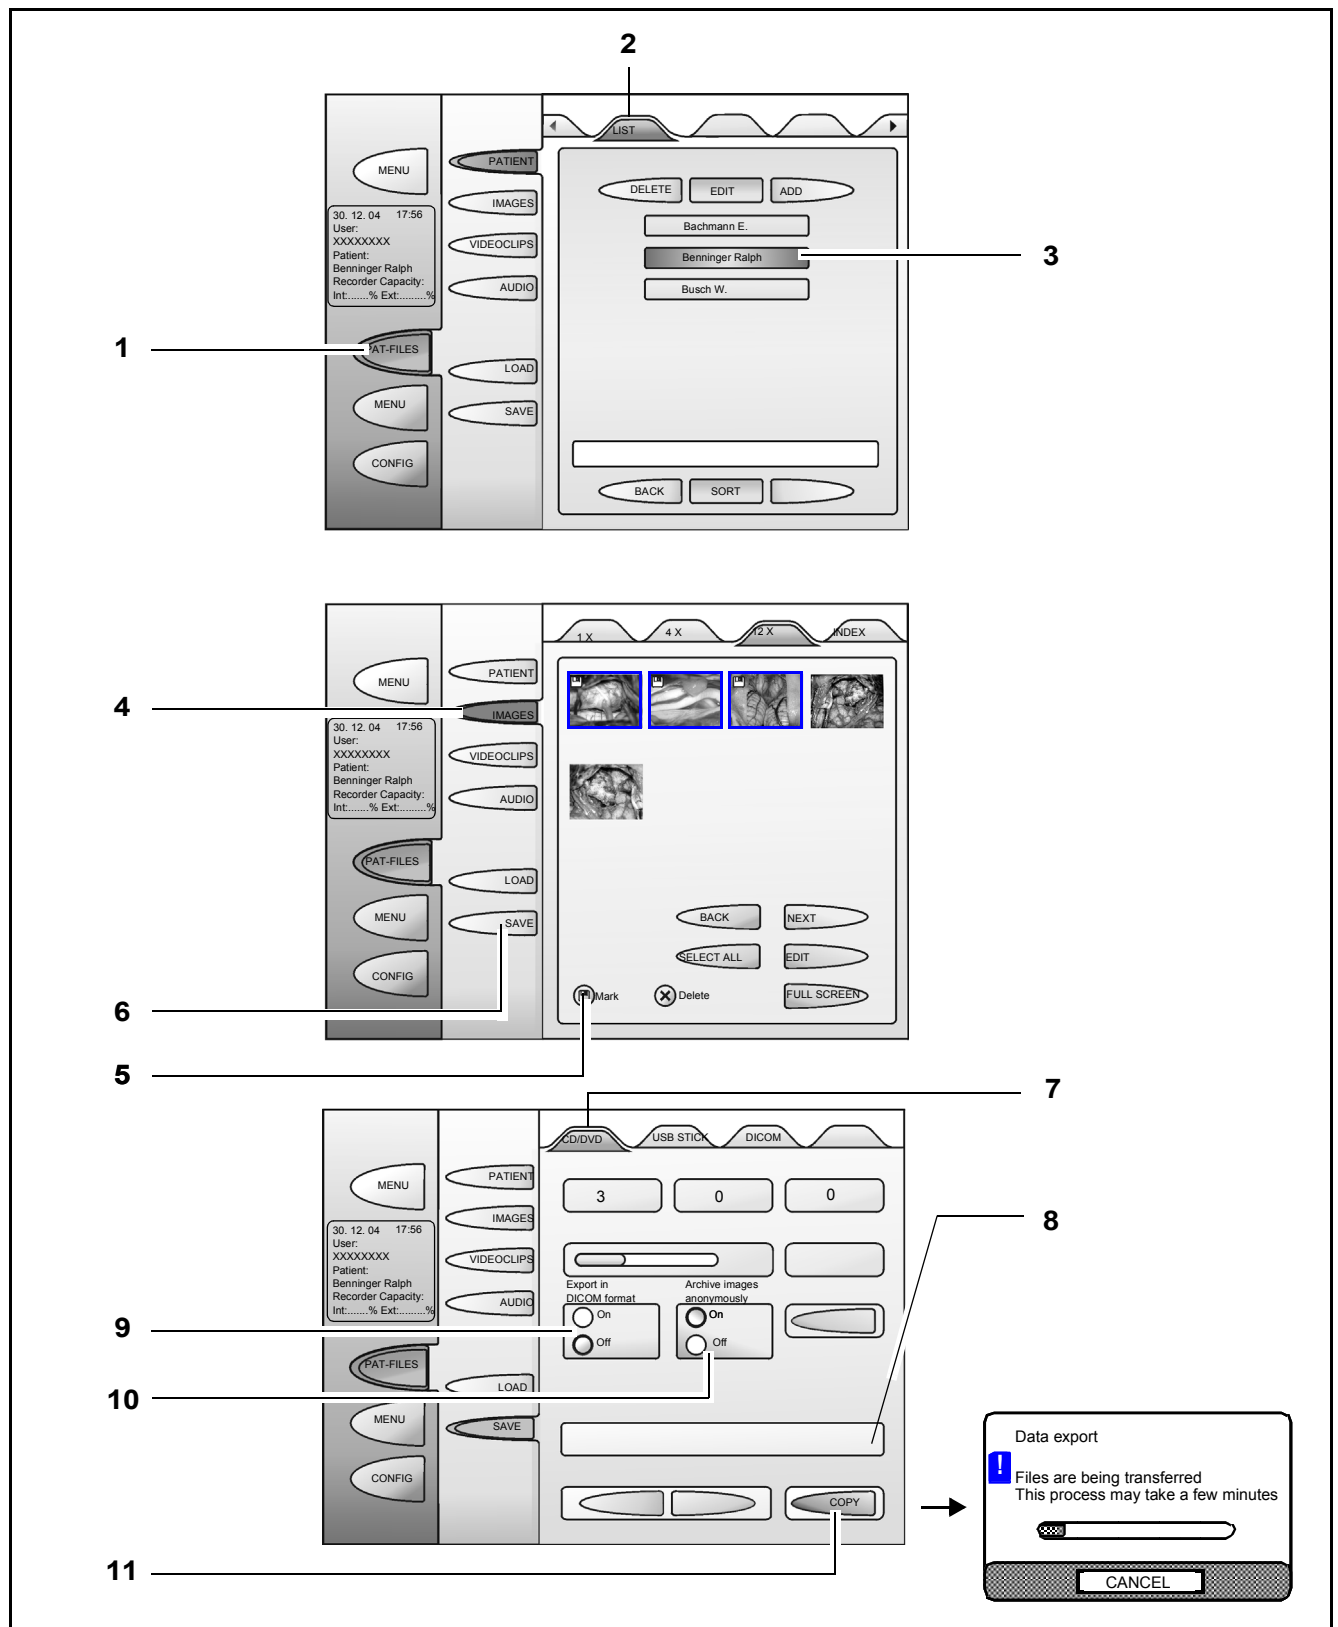 2
LIST
MENU
PATIENT
DELETE EDIT ADD
IMAGES
30. 12. 04 17:56
User:
XXXXXXXX
Patient:
Benninger Ralph
Recorder Capacity:
Int:.......% Ext:.........%
Bachmann E.
VIDEOCLIPS
Benninger Ralph
3
AUDIO
Busch W.
1
PAT-FILES
LOAD
MENU
SAVE
CONFIG
BACK SORT
1 X 4 X 12 X INDEX
MENU
PATIENT
4
IMAGES
30. 12. 04 17:56
User:
XXXXXXXX
Patient:
Benninger Ralph
Recorder Capacity:
Int:.......% Ext:.........%
VIDEOCLIPS
AUDIO
PAT-FILES
LOAD
MENU
SAVE
BACK NEXT
SELECT ALL EDIT
CONFIG
Mark Delete FULL SCREEN
6
5
7
CD/DVD USB STICK DICOM
MENU
PATIENT
3 0 0
IMAGES
8
30. 12. 04 17:56
User:
XXXXXXXX
Patient:
Benninger Ralph
Recorder Capacity:
Int:.......% Ext:.........%
VIDEOCLIPS
AUDIO
Export in
DICOM format
On
Off
Archive images
anonymously
On
Off
9
PAT-FILES
LOAD
10
MENU
SAVE
CONFIG
COPY
11
Data export
!
Files are being transferred
This process may take a few minutes
CANCEL